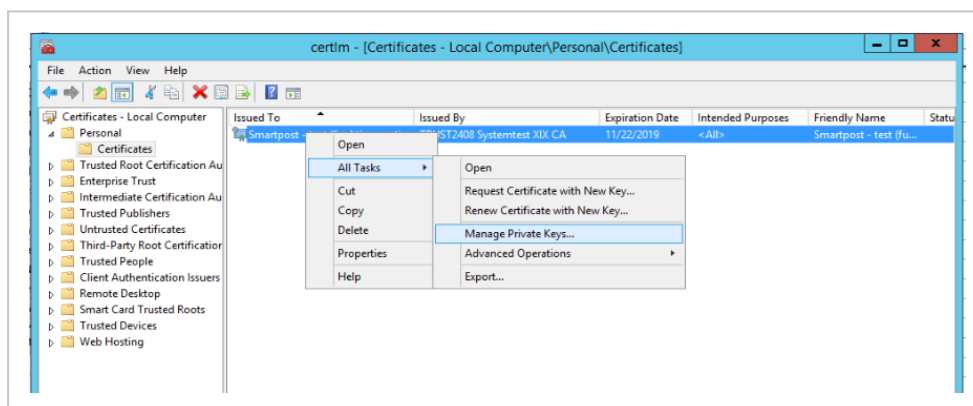 certlm - [Certificates - Local Computer\Personal\Certificates]
File Action View Help
Certificates - Local Computer
Personal
Certificates
Trusted Root Certification Au
Enterprise Trust
Intermediate Certification Au
Trusted Publishers
Untrusted Certificates
Third-Party Root Certification
Trusted People
Client Authentication Issuers
Remote Desktop
Smart Card Trusted Roots
Trusted Devices
Web Hosting
Issued To Issued By Expiration Date Intended Purposes Friendly Name Statu
Smartpost - TRUST2408 Systemtest XIX CA 11/22/2019 <All> Smartpost - test (fu...
Open
All Tasks
Cut
Copy
Delete
Properties
Help
Open
Request Certificate with New Key...
Renew Certificate with New Key...
Manage Private Keys...
Advanced Operations
Export...